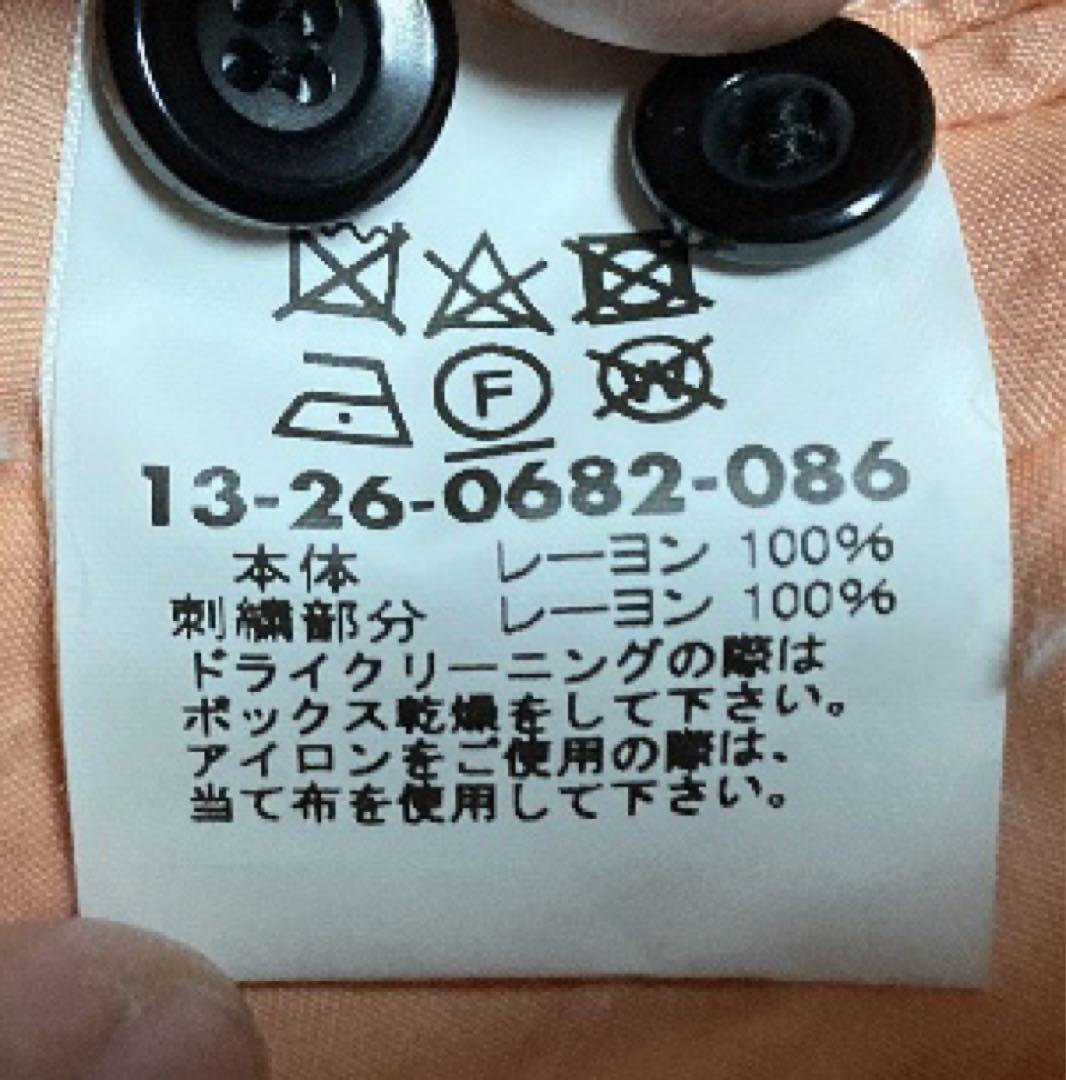 F
W
13-26-0682-086
本体 レーヨン 100%
刺繍部分 レーヨン 100%
ドライクリーニングの際は
ボックス乾燥をして下さい。
アイロンをご使用の際は、
当て布を使用して下さい。